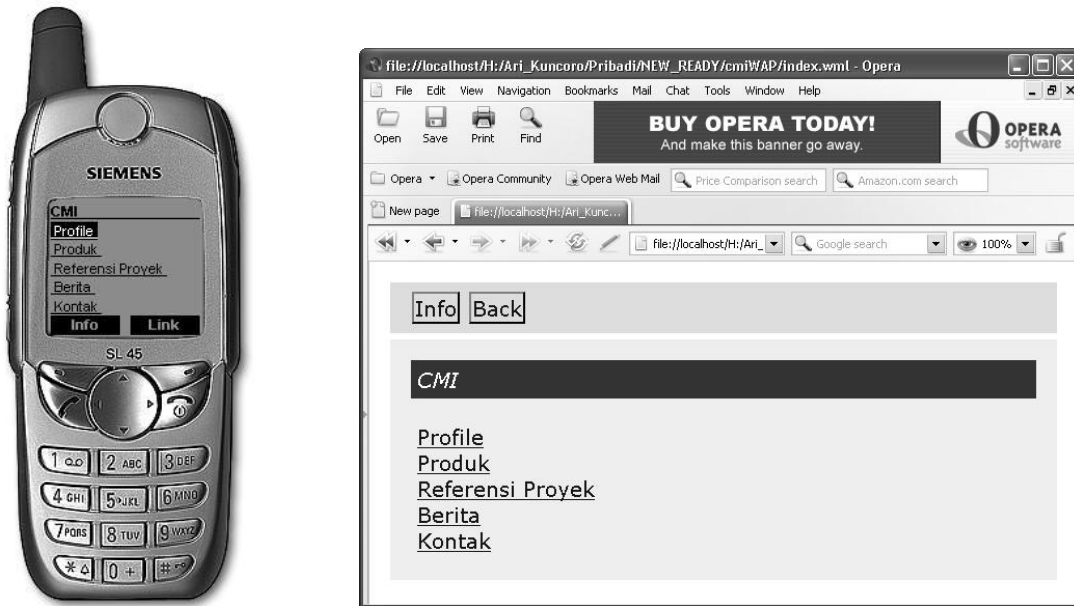 SIEMENS
CMI
Profile
Produk
Referensi Proyek
Berita
Kontak
Info Link
SL 45
1
2 ABC 3 DEF
4 GHI 5 JKL 6 MNO
7 PQRS 8 TUV 9 WXYZ
* 0 + #
file://localhost/H:/Ari_Kuncoro/Pribadi/NEW_READY/cmiWAP/index.wml - Opera
File Edit View Navigation Bookmarks Mail Chat Tools Window Help
Open Save Print Find
BUY OPERA TODAY!
And make this banner go away.
OPERA
software
Opera Opera Community Opera Web Mail Price Comparison search Amazon.com search
New page file://localhost/H:/Ari_Kunc...
file://localhost/H:/Ari_ Google search 100%
Info Back
CMI
Profile
Produk
Referensi Proyek
Berita
Kontak